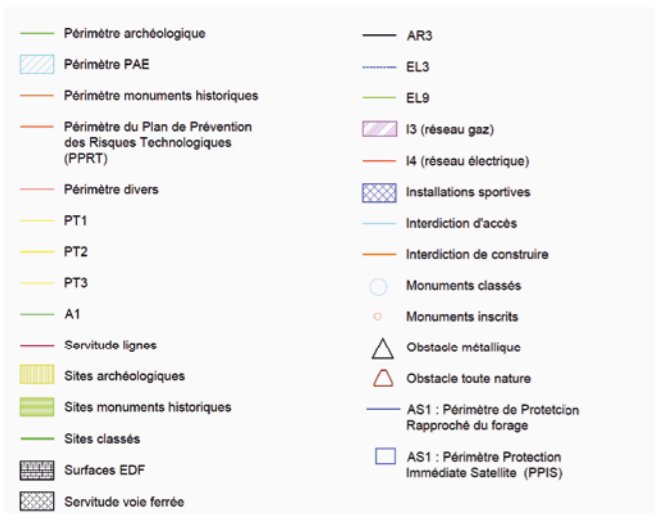 Périmètre archéologique
Périmètre PAE
Périmètre monuments historiques
Périmètre du Plan de Prévention
des Risques Technologiques
(PPRT)
Périmètre divers
PT1
PT2
PT3
A1
Servitude lignes
Sites archéologiques
Sites monuments historiques
Sites classés
Surfaces EDF
Servitude voie ferrée
AR3
EL3
EL9
I3 (réseau gaz)
I4 (réseau électrique)
Installations sportives
Interdiction d'accès
Interdiction de construire
Monuments classés
Monuments inscrits
Obstacle métallique
Obstacle toute nature
AS1 : Périmètre de Protetcion
Rapproché du forage
AS1 : Périmètre Protection
Immédiate Satellite (PPIS)